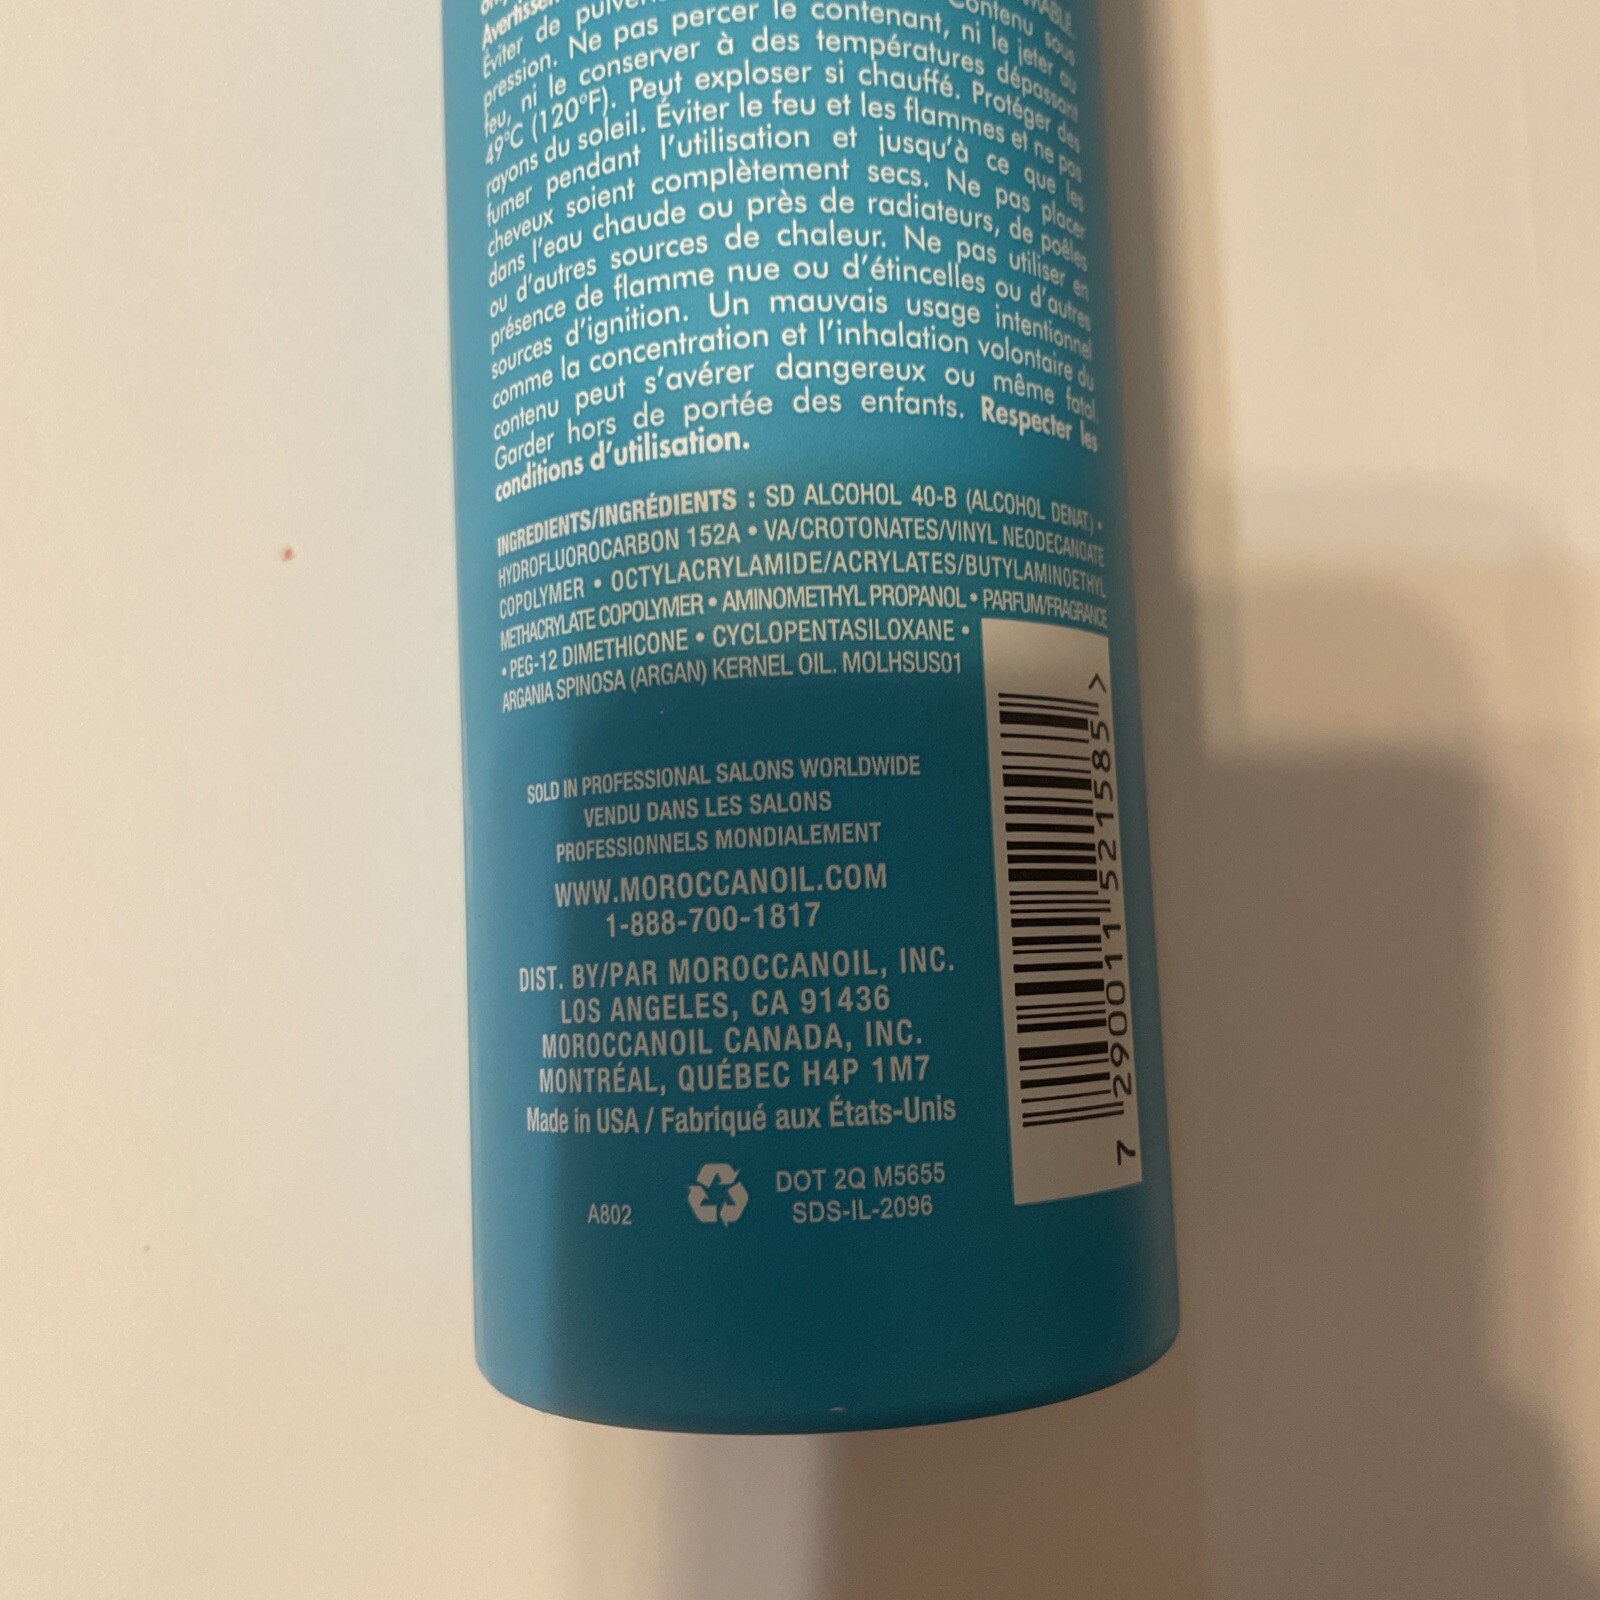 Avertissement
Éviter de
Contenu sous
pression. Ne pas percer le contenant, ni le jeter au
feu, ni le conserver à des températures dépassant
49°C (120°F). Peut exploser si chauffé. Protéger des
rayons du soleil. Éviter le feu et les flammes et ne pas
fumer pendant l'utilisation et jusqu'à ce que les
cheveux soient complètement secs. Ne pas placer
dans l'eau chaude ou près de radiateurs, de poêles
ou d'autres sources de chaleur. Ne pas utiliser en
présence de flamme nue ou d'étincelles ou d'autres
sources d'ignition. Un mauvais usage intentionnel
comme la concentration et l'inhalation volontaire du
contenu peut s'avérer dangereux ou même fatal.
Garder hors de portée des enfants. Respecter les
conditions d'utilisation.
INGREDIENTS/INGRÉDIENTS : SD ALCOHOL 40-B (ALCOHOL DENAT.) •
HYDROFLUOROCARBON 152A • VA/CROTONATES/VINYL NEODECANOATE
COPOLYMER • OCTYLACRYLAMIDE/ACRYLATES/BUTYLAMINOETHYL
METHACRYLATE COPOLYMER • AMINOMETHYL PROPANOL • PARFUM/FRAGRANCE
• PEG-12 DIMETHICONE • CYCLOPENTASILOXANE •
ARGANIA SPINOSA (ARGAN) KERNEL OIL. MOLHSUS01
SOLD IN PROFESSIONAL SALONS WORLDWIDE
VENDU DANS LES SALONS
PROFESSIONNELS MONDIALEMENT
WWW.MOROCCANOIL.COM
1-888-700-1817
DIST. BY/PAR MOROCCANOIL, INC.
LOS ANGELES, CA 91436
MOROCCANOIL CANADA, INC.
MONTRÉAL, QUÉBEC H4P 1M7
Made in USA / Fabriqué aux États-Unis
A802
DOT 2Q M5655
SDS-IL-2096
7 290011 521585 >